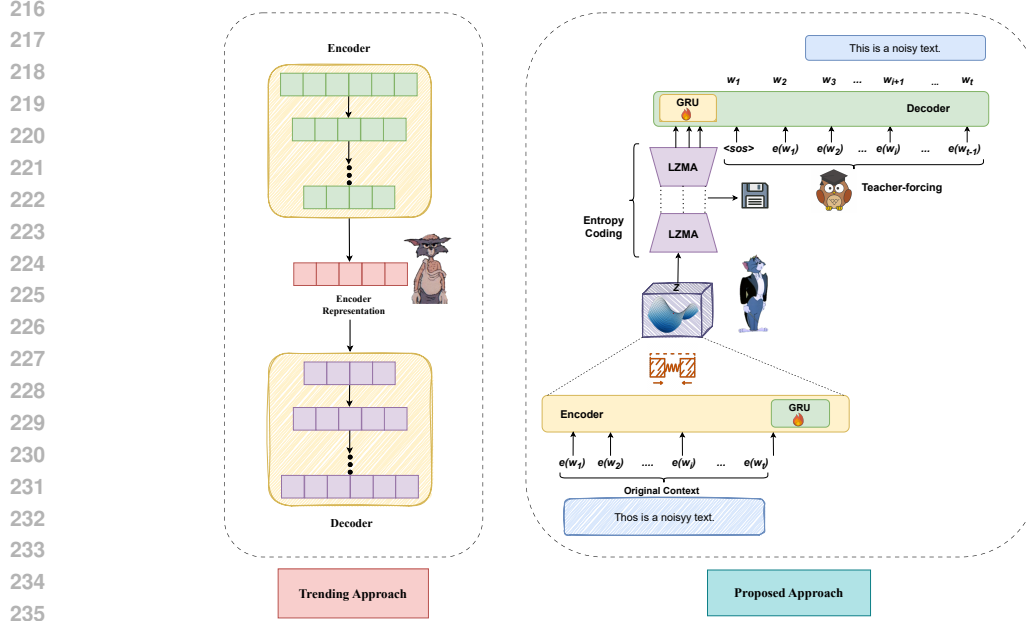 216
217
218
219
220
221
222
223
224
225
226
227
228
229
230
231
232
233
234
235
Encoder
Encoder
Representation
Decoder
Trending Approach
This is a noisy text.
w1 w2 w3 ... wi+1 ... wt
GRU
Decoder
<sos> e(w1) e(w2) ... e(wi) ... e(wt-1)
Teacher-forcing
LZMA
Entropy
Coding
LZMA
Z
Encoder
GRU
e(w1) e(w2) .... e(wi) ... e(wt)
Original Context
Thos is a noisyy text.
Proposed Approach